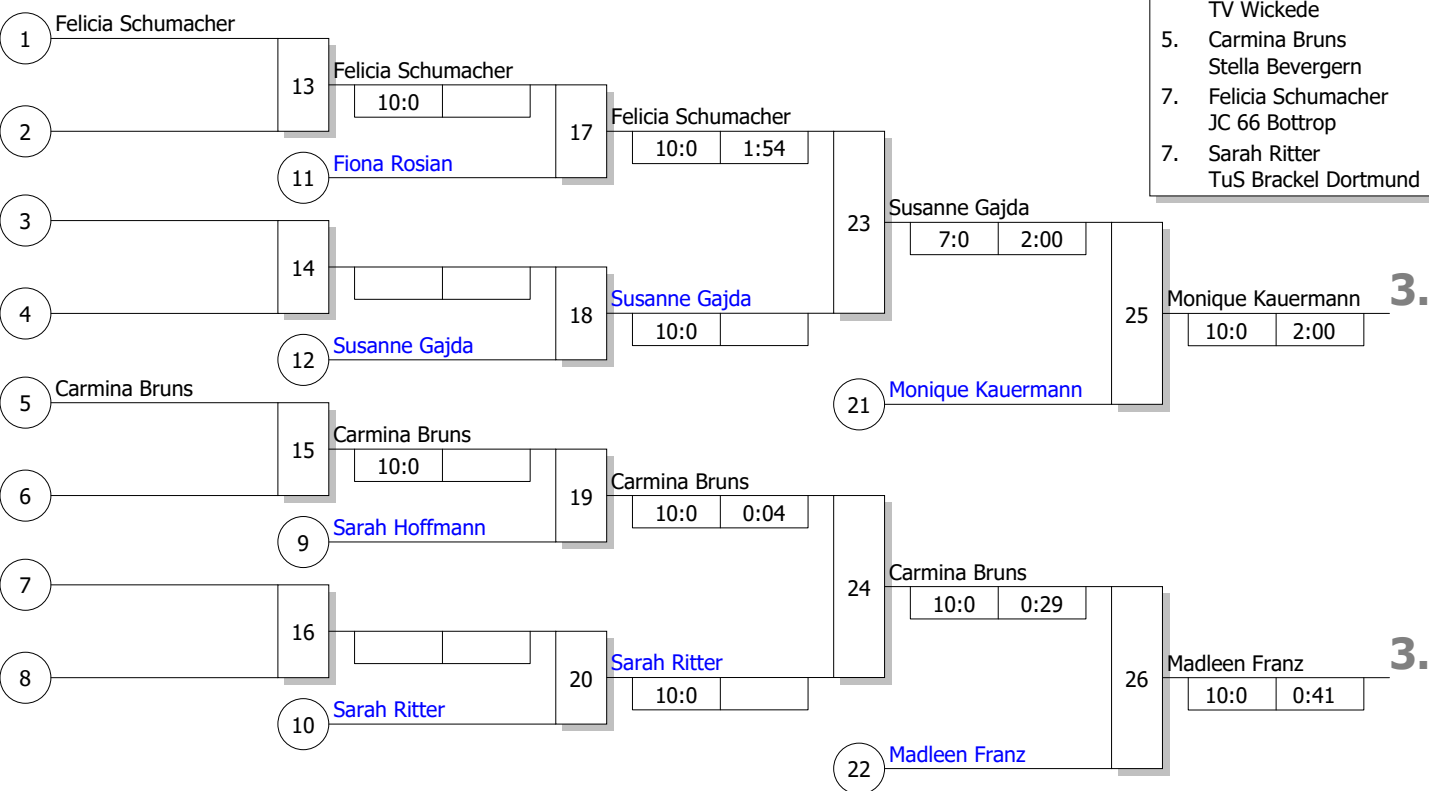 TV Wickede
5. Carmina Bruns
Stella Bevergern
7. Felicia Schumacher
JC 66 Bottrop
7. Sarah Ritter
TuS Brackel Dortmund
1 Felicia Schumacher
13 Felicia Schumacher
10:0
2
17 Felicia Schumacher
10:0 1:54
11 Fiona Rosian
3
23 Susanne Gajda
7:0 2:00
14
4
18 Susanne Gajda
10:0
12 Susanne Gajda
25 Monique Kauermann 3.
10:0 2:00
5 Carmina Bruns
21 Monique Kauermann
15 Carmina Bruns
10:0
6
19 Carmina Bruns
10:0 0:04
9 Sarah Hoffmann
7
24 Carmina Bruns
10:0 0:29
16
8
20 Sarah Ritter
10:0
10 Sarah Ritter
26 Madleen Franz 3.
10:0 0:41
22 Madleen Franz